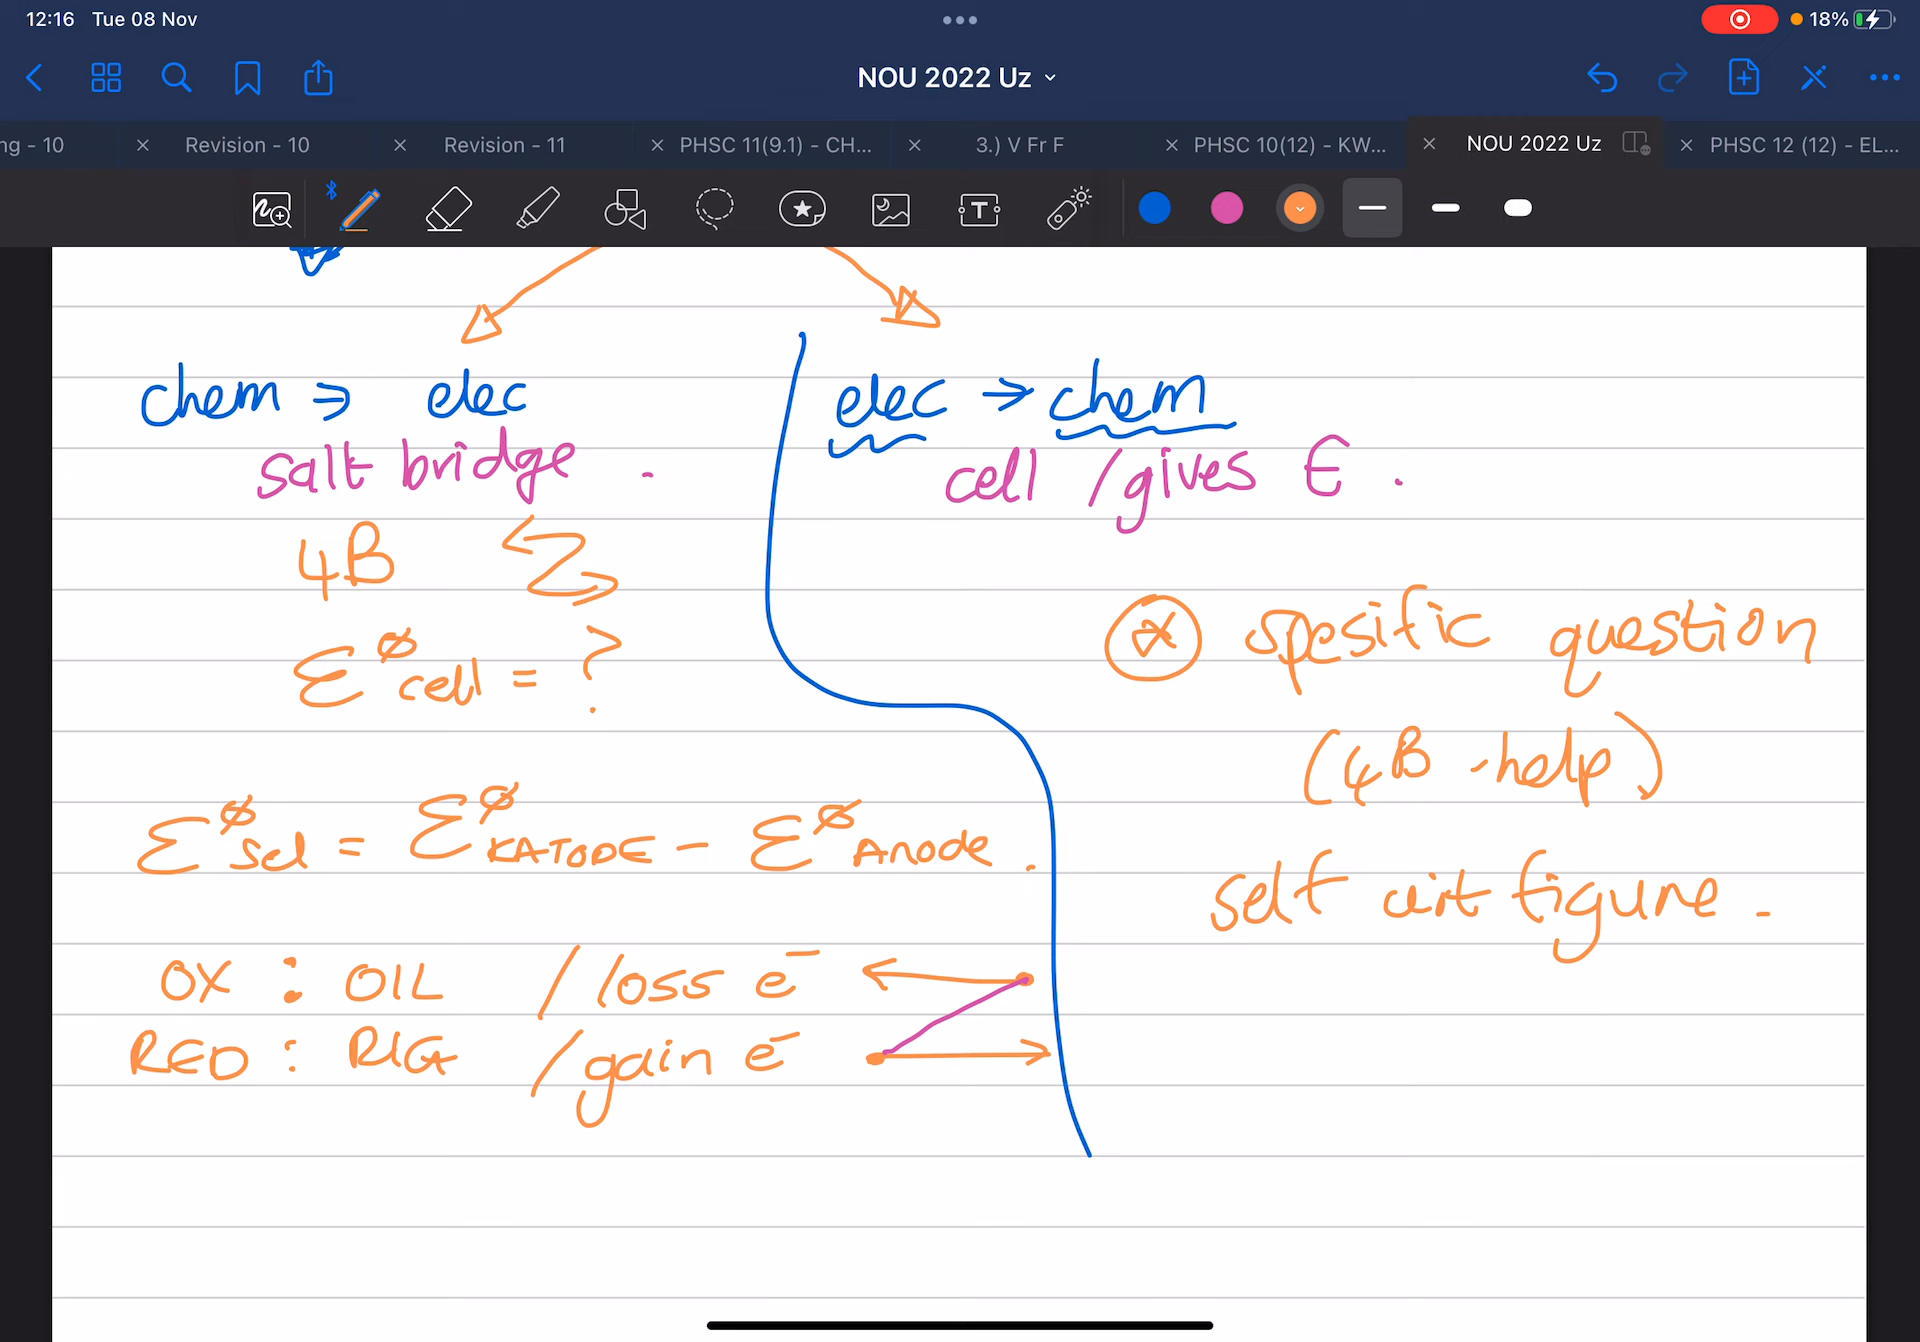 12:16 Tue 08 Nov
18%
NOU 2022 Uz
ng - 10
Revision - 10
Revision - 11
PHSC 11(9.1) - CH...
3.) V Fr F
PHSC 10(12) - KW...
NOU 2022 Uz
PHSC 12 (12) - EL...
chem → elec
salt bridge .
4B
Ɛ⦵ cell = ?
Ɛ⦵ sel = Ɛ⦵ KATODE - Ɛ⦵ Anode .
OX : OIL / loss e⁻
RED : RIG / gain e⁻
elec → chem
cell / gives E .
spesific question
(4B - help)
self figure .